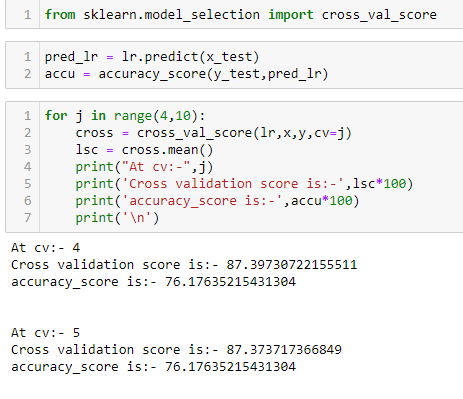 1 from sklearn.model_selection import cross_val_score
1 pred_lr = lr.predict(x_test)
2 accu = accuracy_score(y_test,pred_lr)
1 for j in range(4,10):
2 cross = cross_val_score(lr,x,y,cv=j)
3 lsc = cross.mean()
4 print("At cv:-",j)
5 print('Cross validation score is:-',lsc*100)
6 print('accuracy_score is:-',accu*100)
7 print('\n')
At cv:- 4
Cross validation score is:- 87.39730722155511
accuracy_score is:- 76.17635215431304
At cv:- 5
Cross validation score is:- 87.373717366849
accuracy_score is:- 76.17635215431304